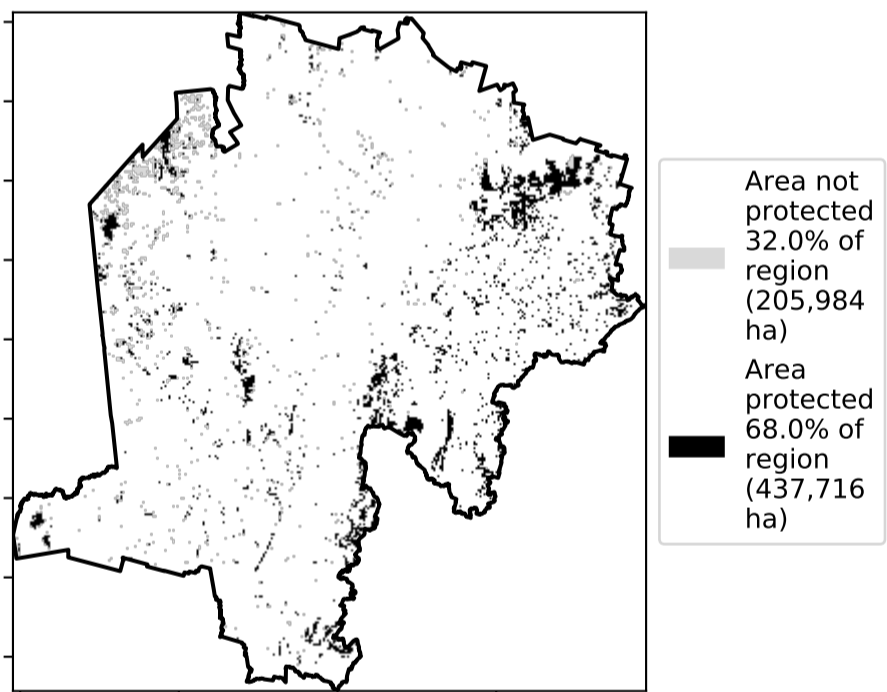 Area not
protected
32.0% of
region
(205,984
ha)
Area
protected
68.0% of
region
(437,716
ha)